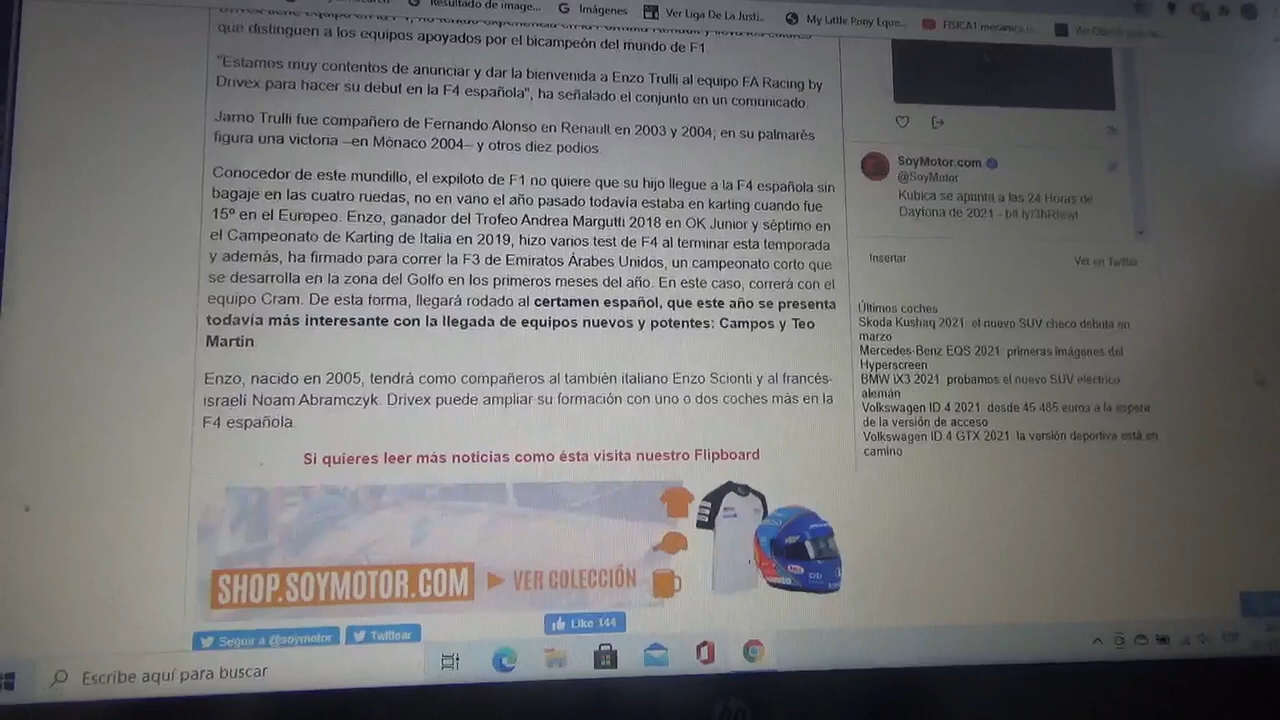 Resultado de image...
Imágenes
Ver Liga De La Justi...
My Little Pony Eque...
FISICA1 mecanica
que distinguen a los equipos apoyados por el bicampeón del mundo de F1.
"Estamos muy contentos de anunciar y dar la bienvenida a Enzo Trulli al equipo FA Racing by
Drivex para hacer su debut en la F4 española", ha señalado el conjunto en un comunicado.
Jarno Trulli fue compañero de Fernando Alonso en Renault en 2003 y 2004; en su palmarés
figura una victoria –en Mónaco 2004– y otros diez podios.
Conocedor de este mundillo, el expiloto de F1 no quiere que su hijo llegue a la F4 española sin
bagaje en las cuatro ruedas, no en vano el año pasado todavía estaba en karting cuando fue
15º en el Europeo. Enzo, ganador del Trofeo Andrea Margutti 2018 en OK Junior y séptimo en
el Campeonato de Karting de Italia en 2019, hizo varios test de F4 al terminar esta temporada
y además, ha firmado para correr la F3 de Emiratos Árabes Unidos, un campeonato corto que
se desarrolla en la zona del Golfo en los primeros meses del año. En este caso, correrá con el
equipo Cram. De esta forma, llegará rodado al certamen español, que este año se presenta
todavía más interesante con la llegada de equipos nuevos y potentes: Campos y Teo
Martín.
Enzo, nacido en 2005, tendrá como compañeros al también italiano Enzo Scionti y al francés-
israelí Noam Abramczyk. Drivex puede ampliar su formación con uno o dos coches más en la
F4 española.
Si quieres leer más noticias como ésta visita nuestro Flipboard
SHOP.SOYMOTOR.COM VER COLECCIÓN
citi
Seguir a @soymotor
Twittear
Like 144
SoyMotor.com
@SoyMotor
Kubica se apunta a las 24 Horas de
Daytona de 2021 -
Insertar
Ver en Twitter
Últimos coches
Skoda Kushaq 2021: el nuevo SUV checo debuta en
marzo
Mercedes-Benz EQS 2021: primeras imágenes del
Hyperscreen
BMW iX3 2021: probamos el nuevo SUV eléctrico
alemán
Volkswagen ID.4 2021: desde 45.485 euros a la espera
de la versión de acceso
Volkswagen ID.4 GTX 2021: la versión deportiva está en
camino
Escribe aquí para buscar
hp